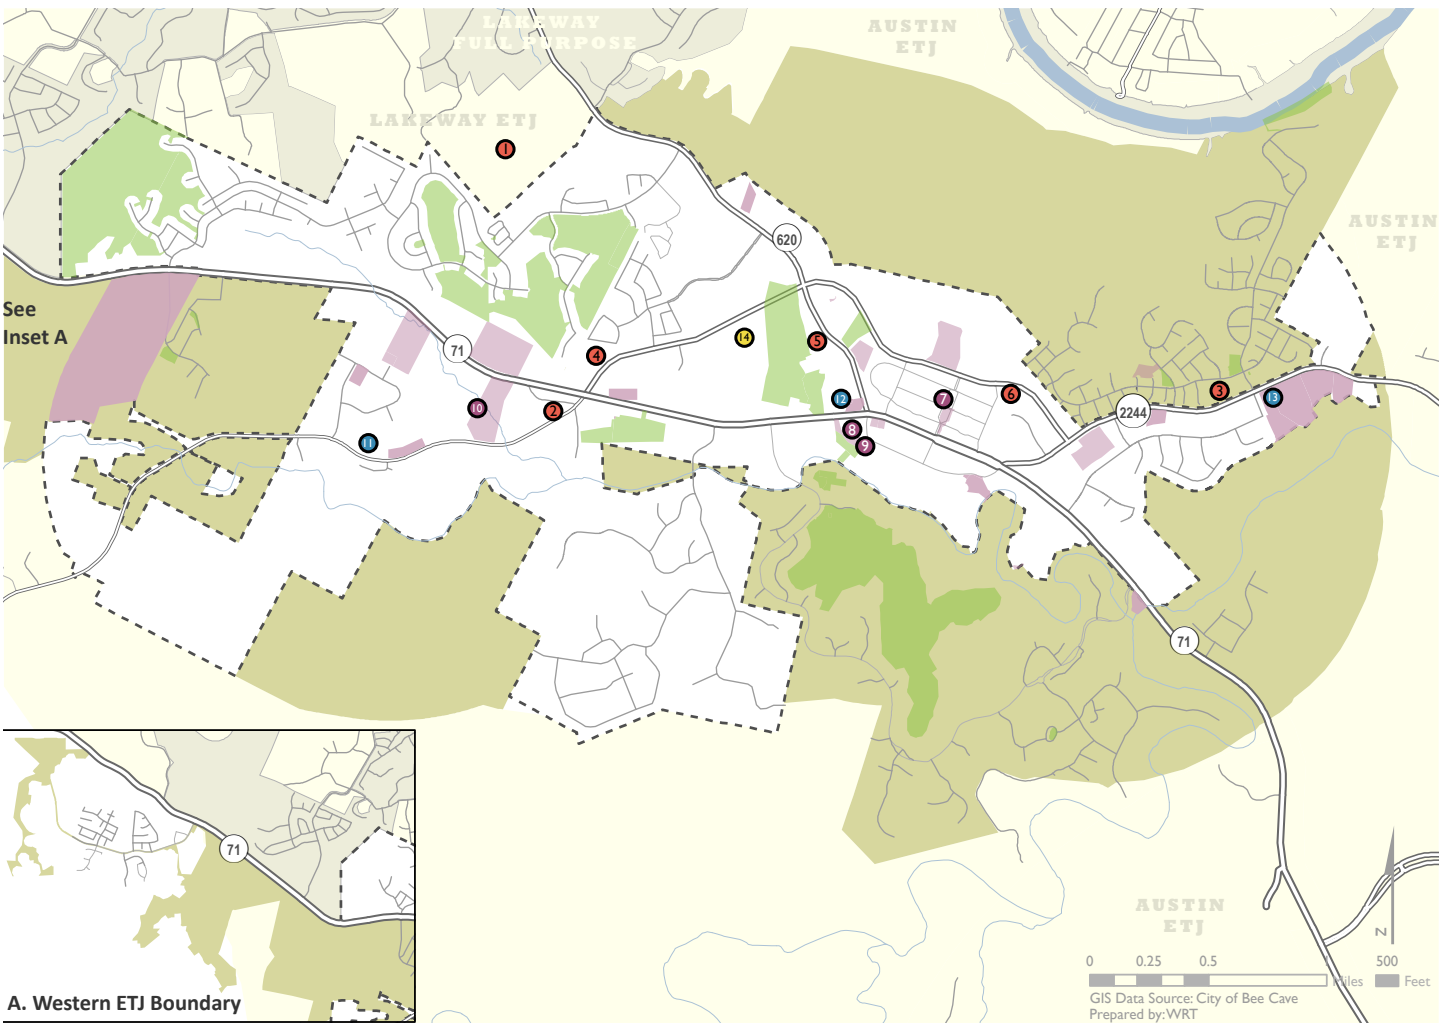 LAKEWAY
FULL PURPOSE
AUSTIN
ETJ
LAKEWAY ETJ
1
AUSTIN
ETJ
620
See
Inset A
14
5
71
4
12
7
6
3
13
2244
10
2
8
9
11
71
71
A. Western ETJ Boundary
AUSTIN
ETJ
N
0 0.25 0.5 1 Miles
500 Feet
GIS Data Source: City of Bee Cave
Prepared by:WRT